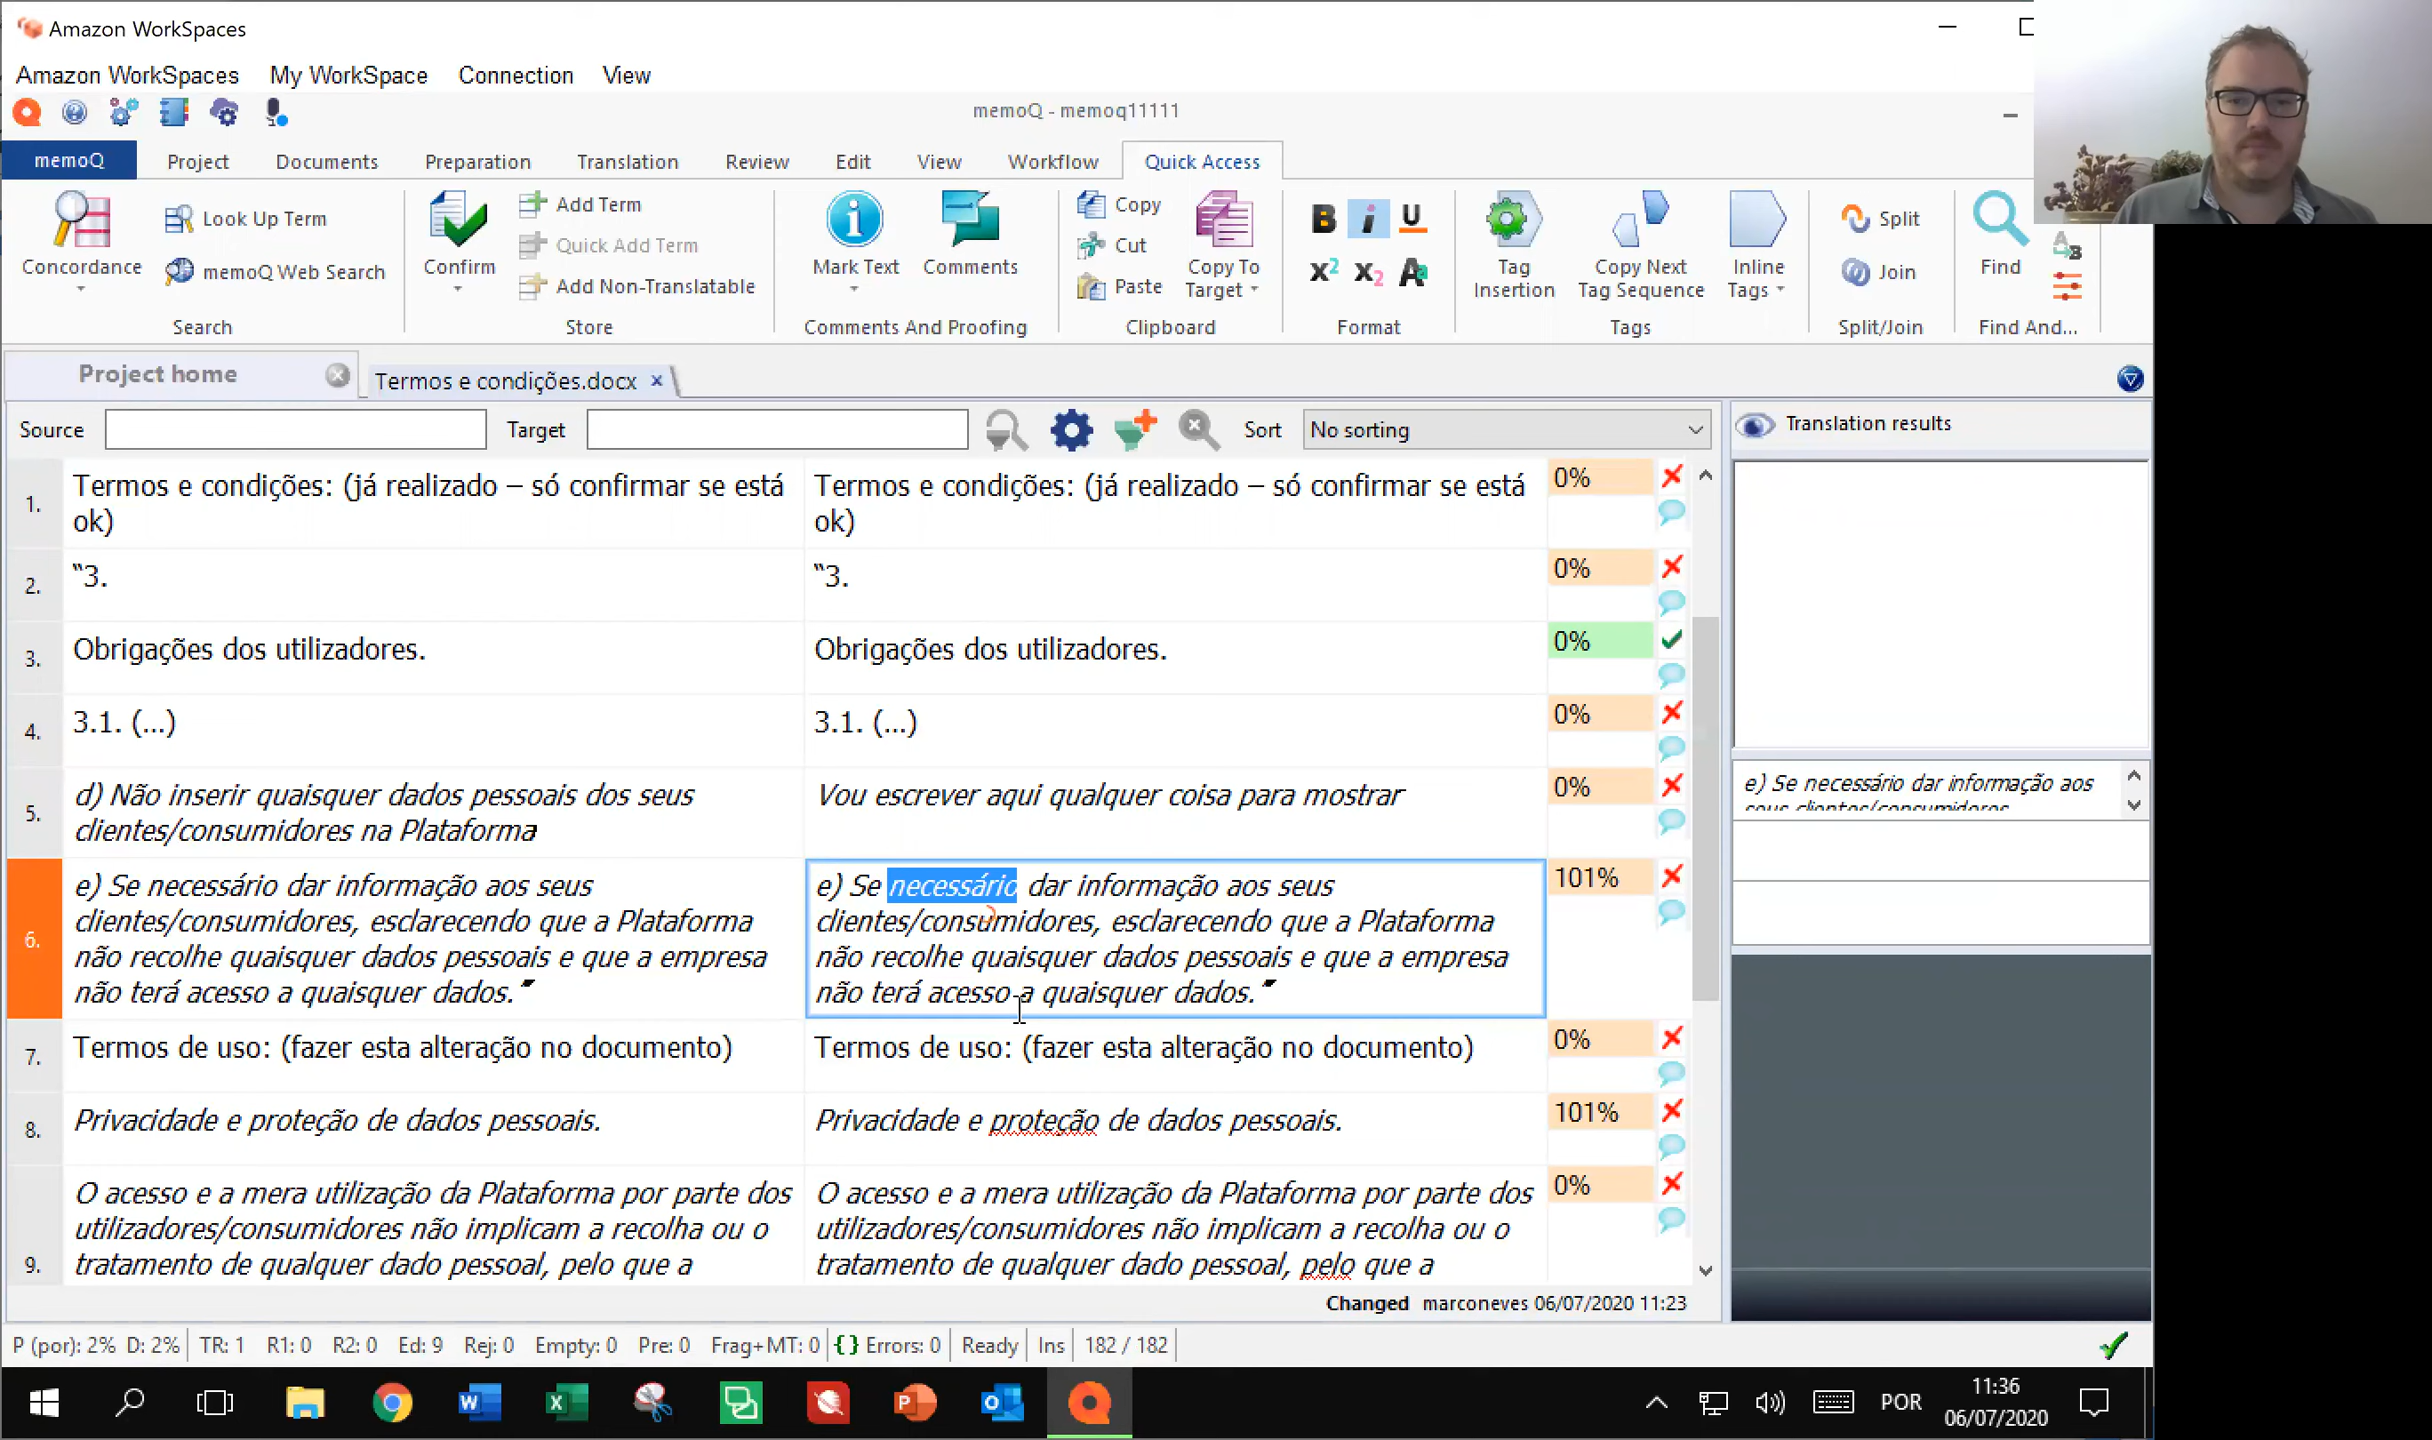 Amazon WorkSpaces
Amazon WorkSpaces My WorkSpace Connection View
memoQ - memoq11111
memoQ Project Documents Preparation Translation Review Edit View Workflow Quick Access
Concordance
Look Up Term
memoQ Web Search
Search
Confirm
Add Term
Quick Add Term
Add Non-Translatable
Store
Mark Text
Comments
Comments And Proofing
Copy
Cut
Paste
Copy To
Target
Clipboard
B i U
x² x₂ A
Format
Tag
Insertion
Copy Next
Tag Sequence
Inline
Tags
Tags
Split
Join
Split/Join
Find
Find And...
Project home
Termos e condições.docx
Source Target Sort No sorting
Translation results
1. Termos e condições: (já realizado – só confirmar se está
ok)
Termos e condições: (já realizado – só confirmar se está
ok)
0%
2. “3.
“3.
0%
3. Obrigações dos utilizadores.
Obrigações dos utilizadores.
0%
4. 3.1. (...)
3.1. (...)
0%
5. d) Não inserir quaisquer dados pessoais dos seus
clientes/consumidores na Plataforma
Vou escrever aqui qualquer coisa para mostrar
0%
6. e) Se necessário dar informação aos seus
clientes/consumidores, esclarecendo que a Plataforma
não recolhe quaisquer dados pessoais e que a empresa
não terá acesso a quaisquer dados.”
e) Se necessário dar informação aos seus
clientes/consumidores, esclarecendo que a Plataforma
não recolhe quaisquer dados pessoais e que a empresa
não terá acesso a quaisquer dados.”
101%
7. Termos de uso: (fazer esta alteração no documento)
Termos de uso: (fazer esta alteração no documento)
0%
8. Privacidade e proteção de dados pessoais.
Privacidade e proteção de dados pessoais.
101%
9. O acesso e a mera utilização da Plataforma por parte dos
utilizadores/consumidores não implicam a recolha ou o
tratamento de qualquer dado pessoal, pelo que a
O acesso e a mera utilização da Plataforma por parte dos
utilizadores/consumidores não implicam a recolha ou o
tratamento de qualquer dado pessoal, pelo que a
0%
e) Se necessário dar informação aos
seus clientes/consumidores
Changed marconeves 06/07/2020 11:23
P (por): 2% D: 2% TR: 1 R1: 0 R2: 0 Ed: 9 Rej: 0 Empty: 0 Pre: 0 Frag+MT: 0 {} Errors: 0 Ready Ins 182 / 182
POR
11:36
06/07/2020